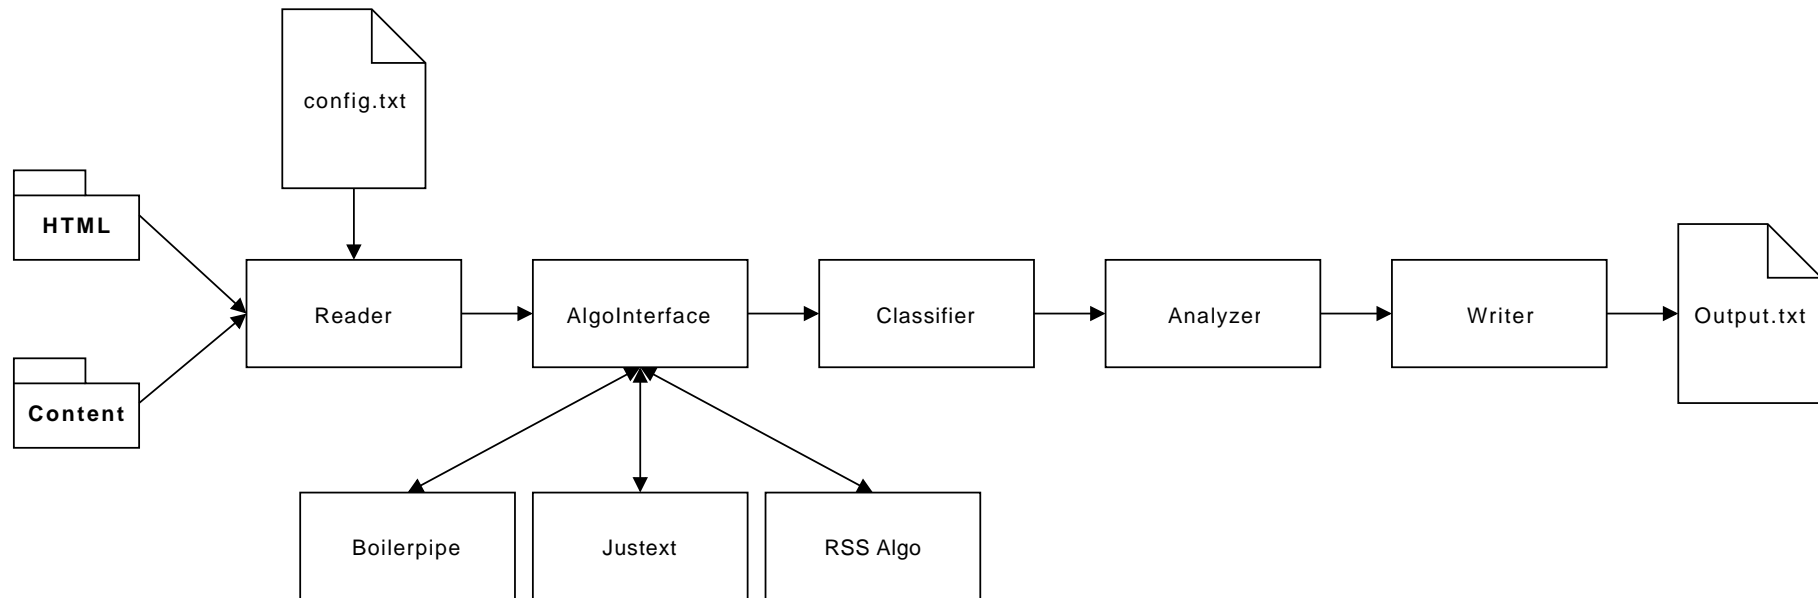 config.txt
HTML
Content
Reader
AlgoInterface
Classifier
Analyzer
Writer
Output.txt
Boilerpipe
Justext
RSS Algo